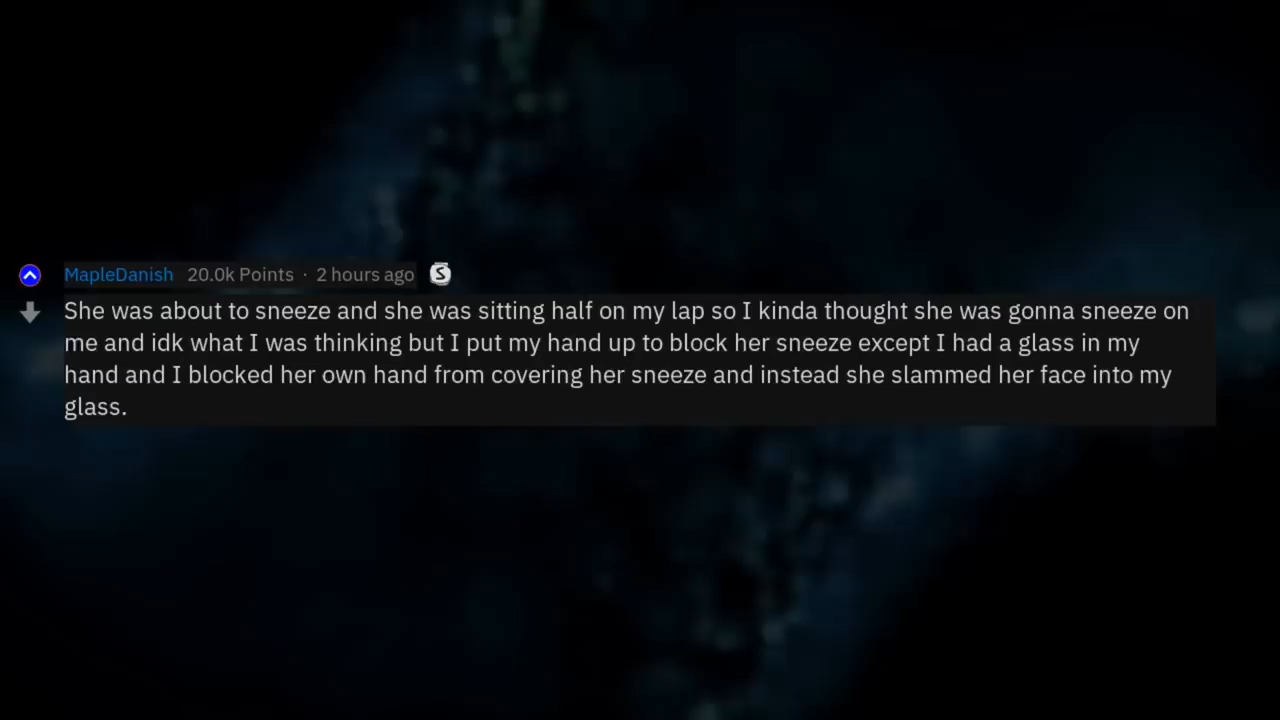 MapleDanish 20.0k Points · 2 hours ago S
She was about to sneeze and she was sitting half on my lap so I kinda thought she was gonna sneeze on
me and idk what I was thinking but I put my hand up to block her sneeze except I had a glass in my
hand and I blocked her own hand from covering her sneeze and instead she slammed her face into my
glass.